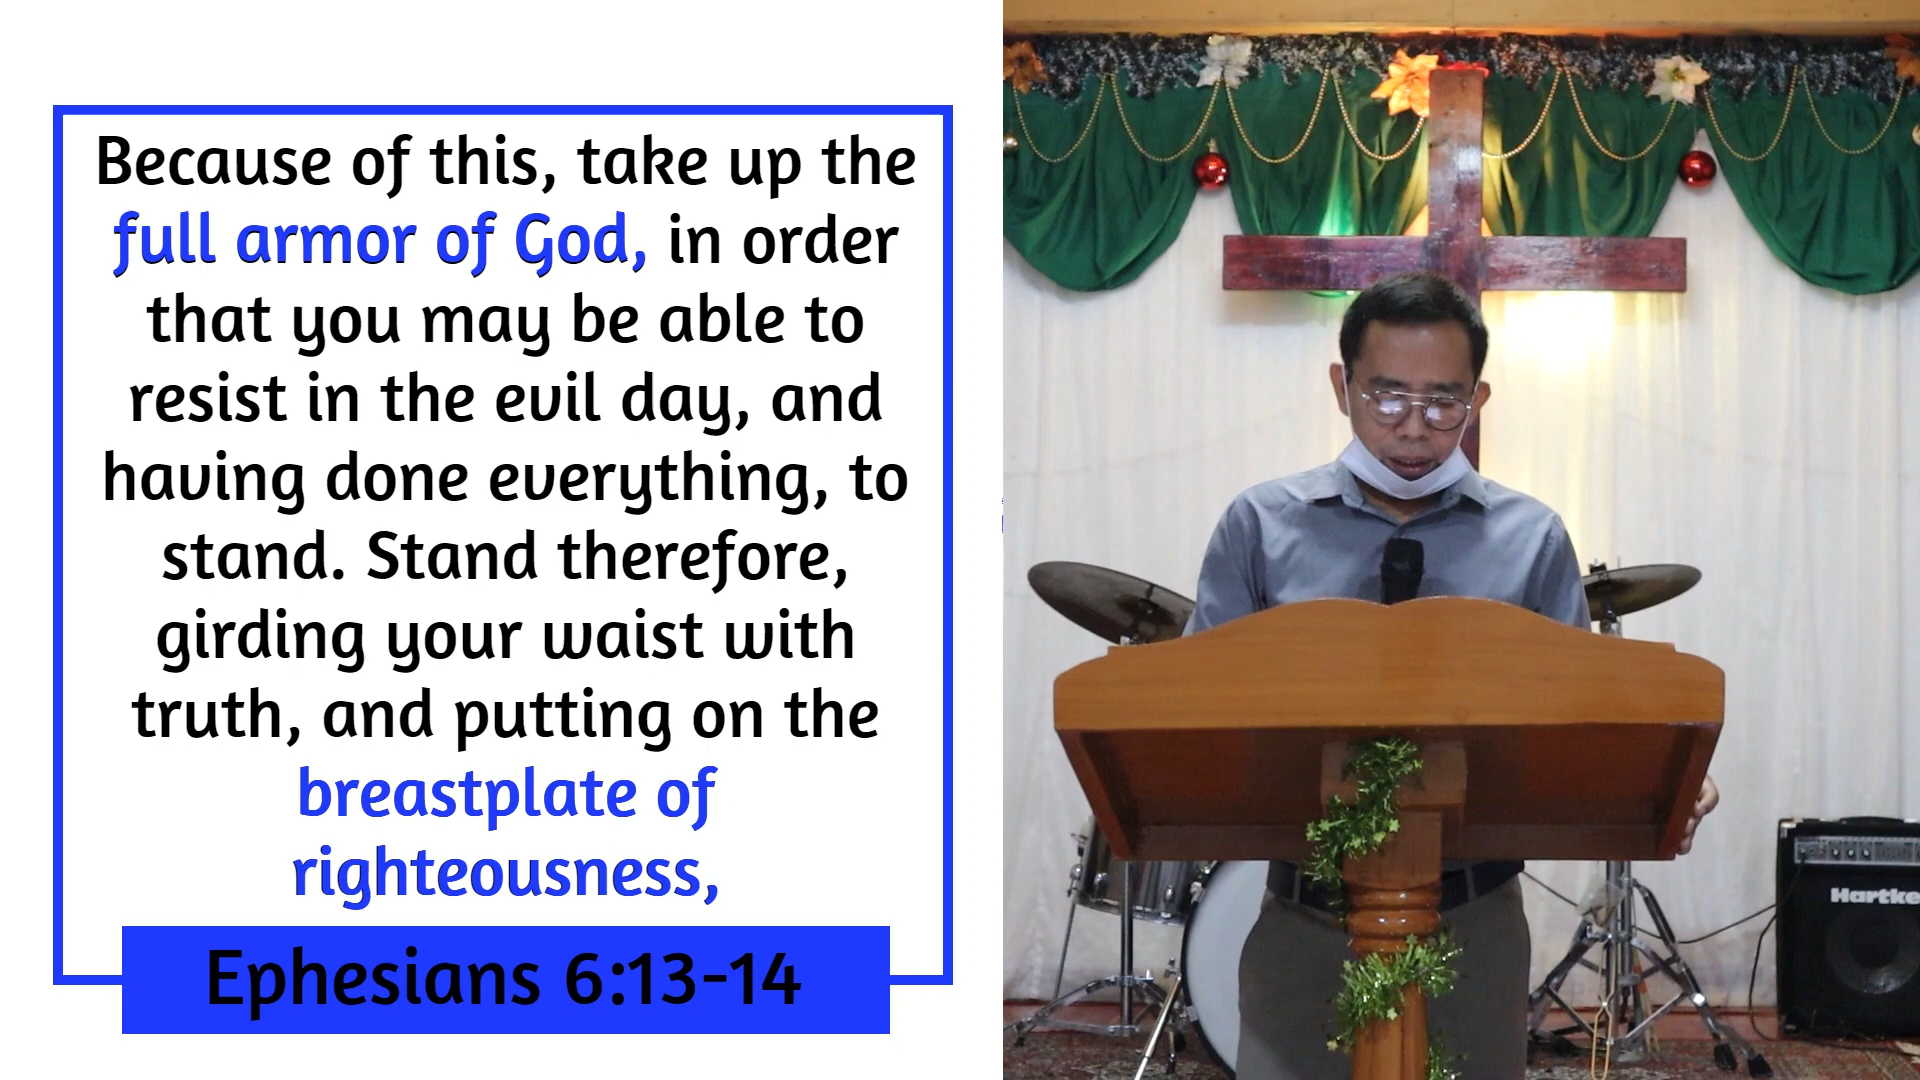 Because of this, take up the
full armor of God, in order
that you may be able to
resist in the evil day, and
having done everything, to
stand. Stand therefore,
girding your waist with
truth, and putting on the
breastplate of
righteousness,
Ephesians 6:13-14
Hartke